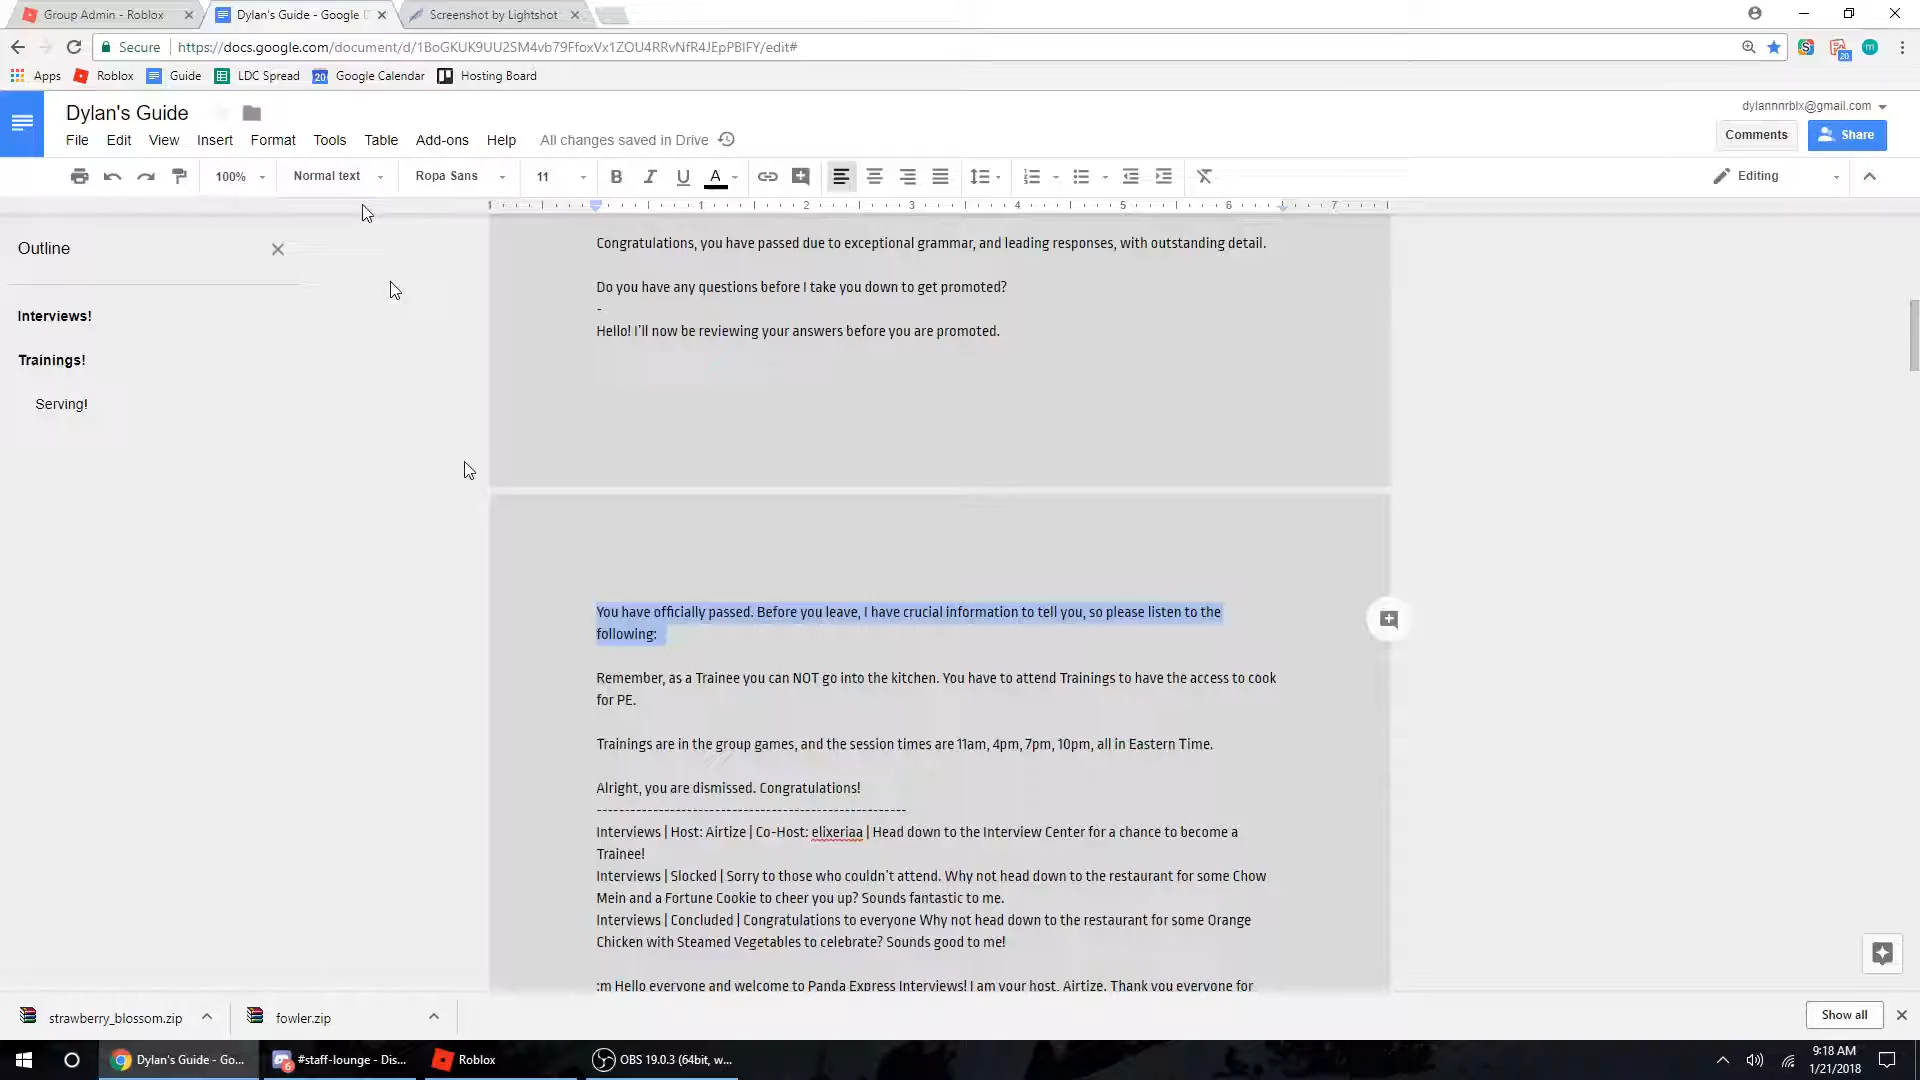 Group Admin - Roblox
Dylan's Guide - Google D
Screenshot by Lightshot
Secure
https://docs.google.com/document/d/1BoGKUK9UU2SM4vb79FfoxVx1ZOU4RRvNfR4JEpPBIFY/edit#
20
m
Apps
Roblox
Guide
LDC Spread
20
Google Calendar
Hosting Board
Dylan's Guide
dylannnrblx@gmail.com
File
Edit
View
Insert
Format
Tools
Table
Add-ons
Help
All changes saved in Drive
Comments
Share
100%
Normal text
Ropa Sans
11
B
I
U
A
Editing
1 1 2 3 4 5 6 7
Outline
Interviews!
Trainings!
Serving!
Congratulations, you have passed due to exceptional grammar, and leading responses, with outstanding detail.
Do you have any questions before I take you down to get promoted?
-
Hello! I'll now be reviewing your answers before you are promoted.
You have officially passed. Before you leave, I have crucial information to tell you, so please listen to the
following:
Remember, as a Trainee you can NOT go into the kitchen. You have to attend Trainings to have the access to cook
for PE.
Trainings are in the group games, and the session times are 11am, 4pm, 7pm, 10pm, all in Eastern Time.
Alright, you are dismissed. Congratulations!
--------------------------------------------------------
Interviews | Host: Airtize | Co-Host: elixeriaa | Head down to the Interview Center for a chance to become a
Trainee!
Interviews | Slocked | Sorry to those who couldn't attend. Why not head down to the restaurant for some Chow
Mein and a Fortune Cookie to cheer you up? Sounds fantastic to me.
Interviews | Concluded | Congratulations to everyone Why not head down to the restaurant for some Orange
Chicken with Steamed Vegetables to celebrate? Sounds good to me!
:m Hello everyone and welcome to Panda Express Interviews! I am your host, Airtize. Thank you everyone for
strawberry_blossom.zip
fowler.zip
Show all
Dylan's Guide - Go...
6
#staff-lounge - Dis...
Roblox
OBS 19.0.3 (64bit, w...
9:18 AM
1/21/2018